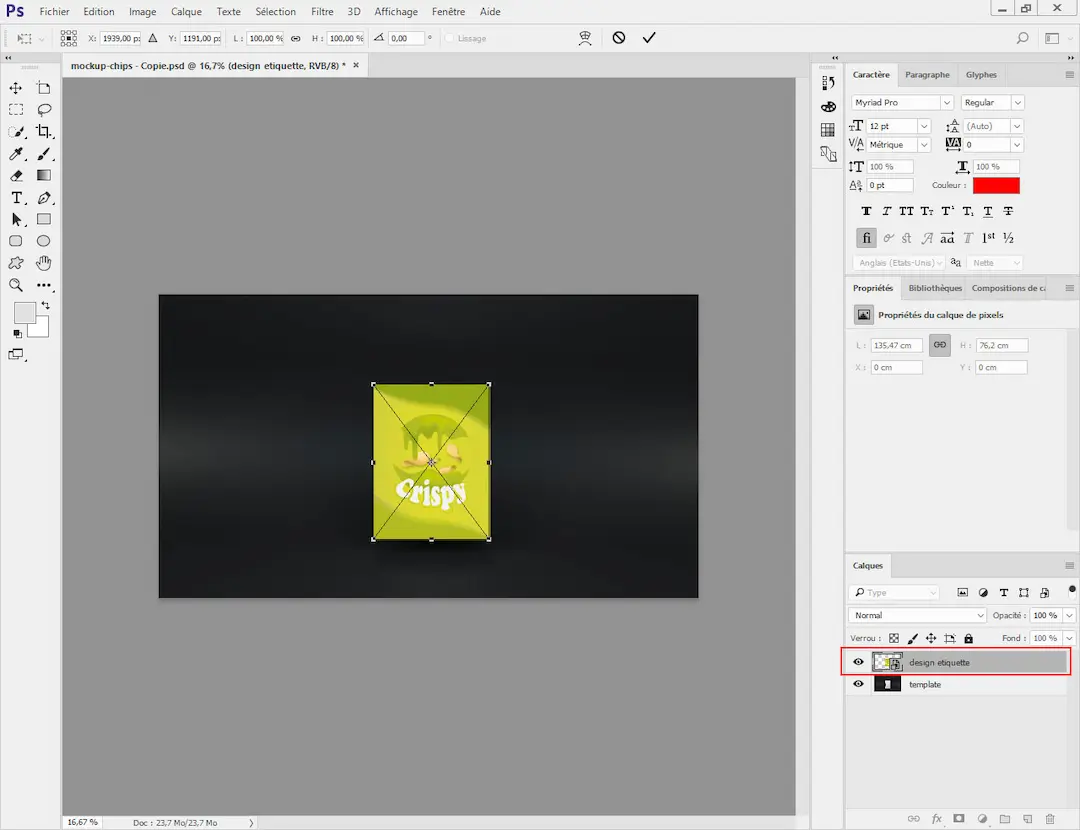 Ps Fichier Edition Image Calque Texte Sélection Filtre 3D Affichage Fenêtre Aide
X: 1939,00 p: Y: 1191,00 p: L : 100,00 % H : 100,00 % 0,00 ° Lissage
mockup-chips - Copie.psd @ 16,7% (design etiquette, RVB/8) * ×
Caractère Paragraphe Glyphes
Myriad Pro Regular
12 pt (Auto)
Métrique 0
100 % 100 %
0 pt Couleur :
T T TT Tт T¹ T₁ T T
fi st A aa T 1st ½
Anglais (Etats-Unis) aa Nette
Propriétés Bibliothèques Compositions de ca
Propriétés du calque de pixels
L : 135,47 cm H : 76,2 cm
X : 0 cm Y : 0 cm
Crispy
Calques
Type
Normal Opacité : 100 %
Verrou : Fond : 100 %
design etiquette
template
16,67 % Doc : 23,7 Mo/23,7 Mo
fx